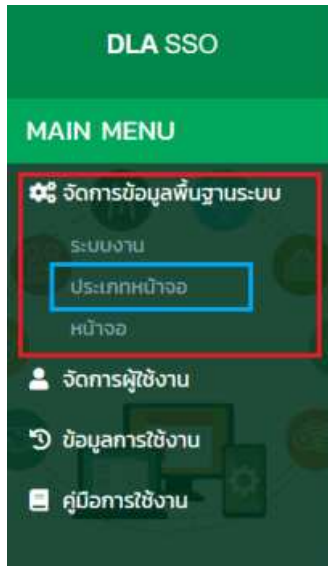 DLA SSO
MAIN MENU
จัดการข้อมูลพื้นฐานระบบ
ระบบงาน
ประเภทหน้าจอ
หน้าจอ
จัดการผู้ใช้งาน
ข้อมูลการใช้งาน
คู่มือการใช้งาน